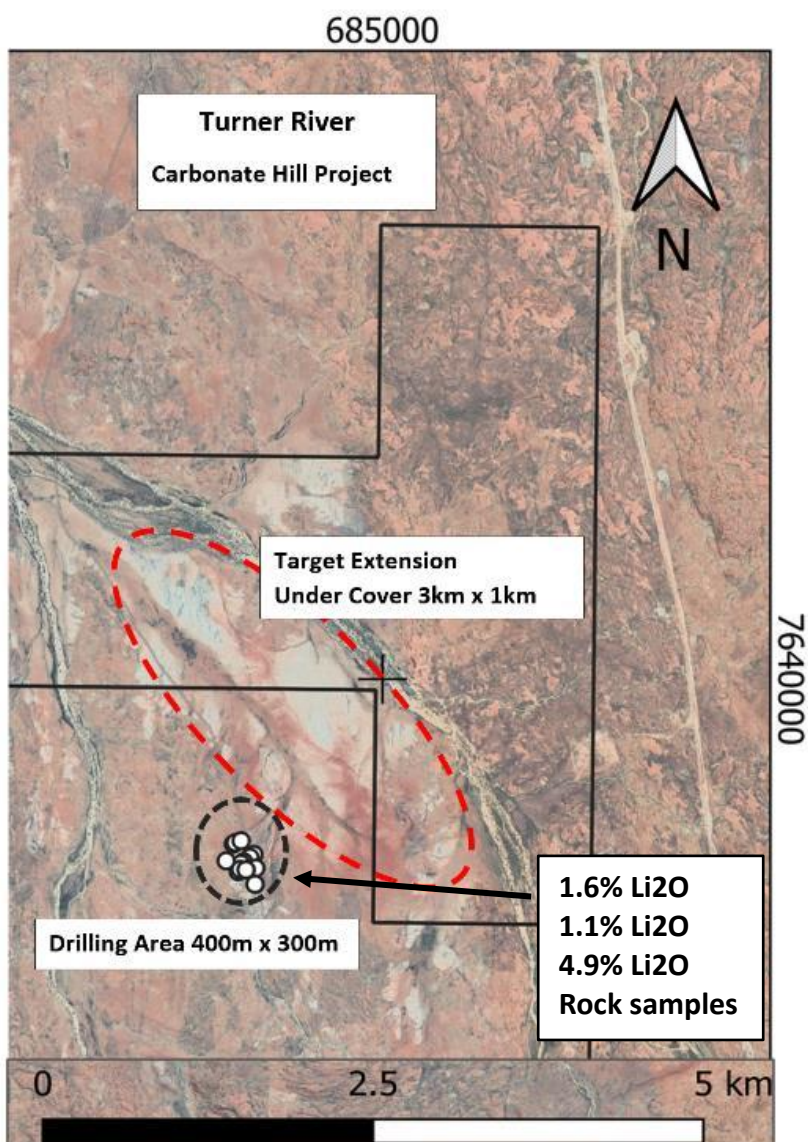 685000
Turner River
Carbonate Hill Project
N
Target Extension
Under Cover 3km x 1km
7640000
1.6% Li2O
1.1% Li2O
4.9% Li2O
Rock samples
Drilling Area 400m x 300m
0 2.5 5 km